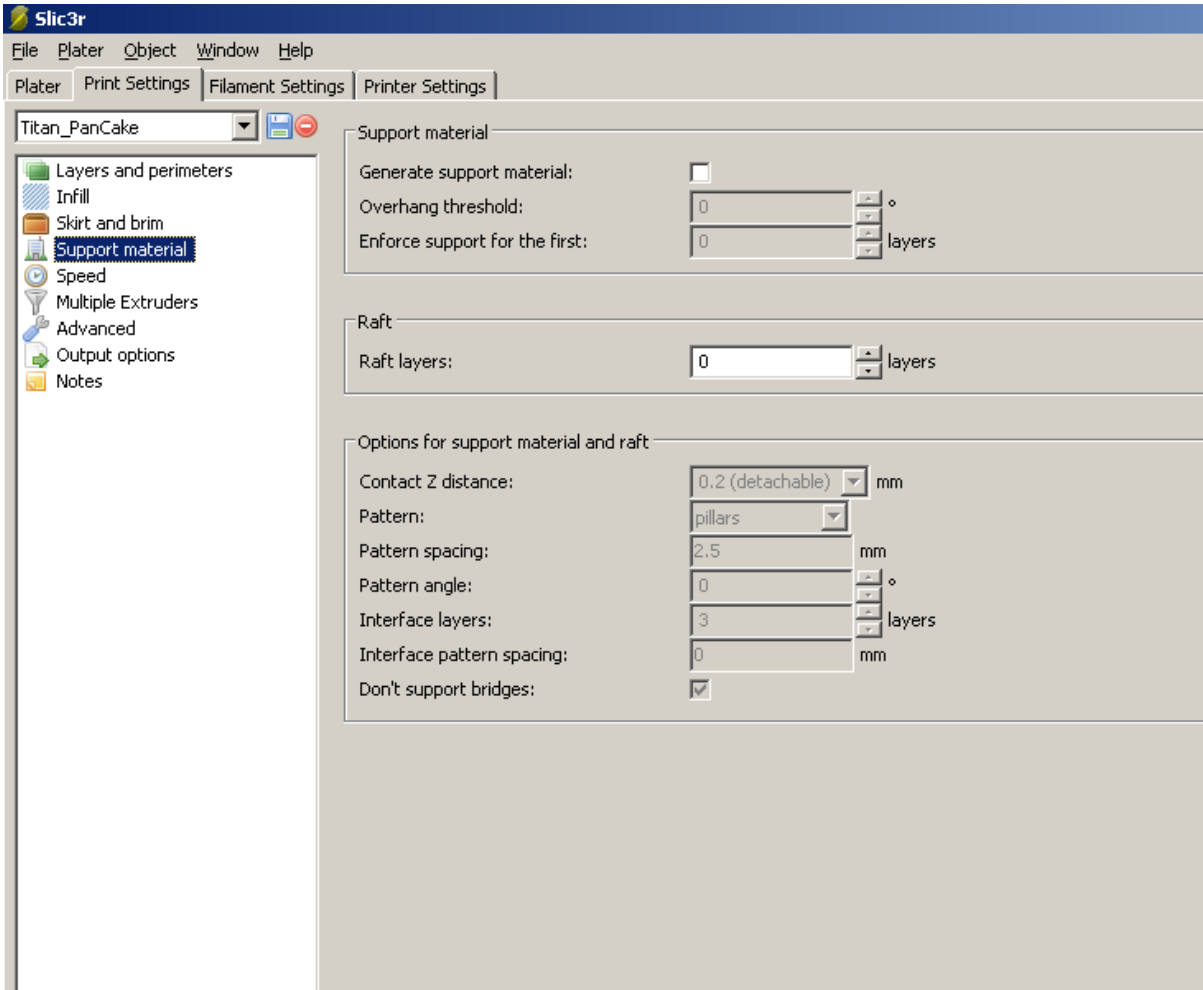 Slic3r
File Plater Object Window Help
Plater Print Settings Filament Settings Printer Settings
Titan_PanCake
Layers and perimeters
Infill
Skirt and brim
Support material
Speed
Multiple Extruders
Advanced
Output options
Notes
Support material
Generate support material:
Overhang threshold: 0 °
Enforce support for the first: 0 layers
Raft
Raft layers: 0 layers
Options for support material and raft
Contact Z distance: 0.2 (detachable) mm
Pattern: pillars
Pattern spacing: 2.5 mm
Pattern angle: 0 °
Interface layers: 3 layers
Interface pattern spacing: 0 mm
Don't support bridges: